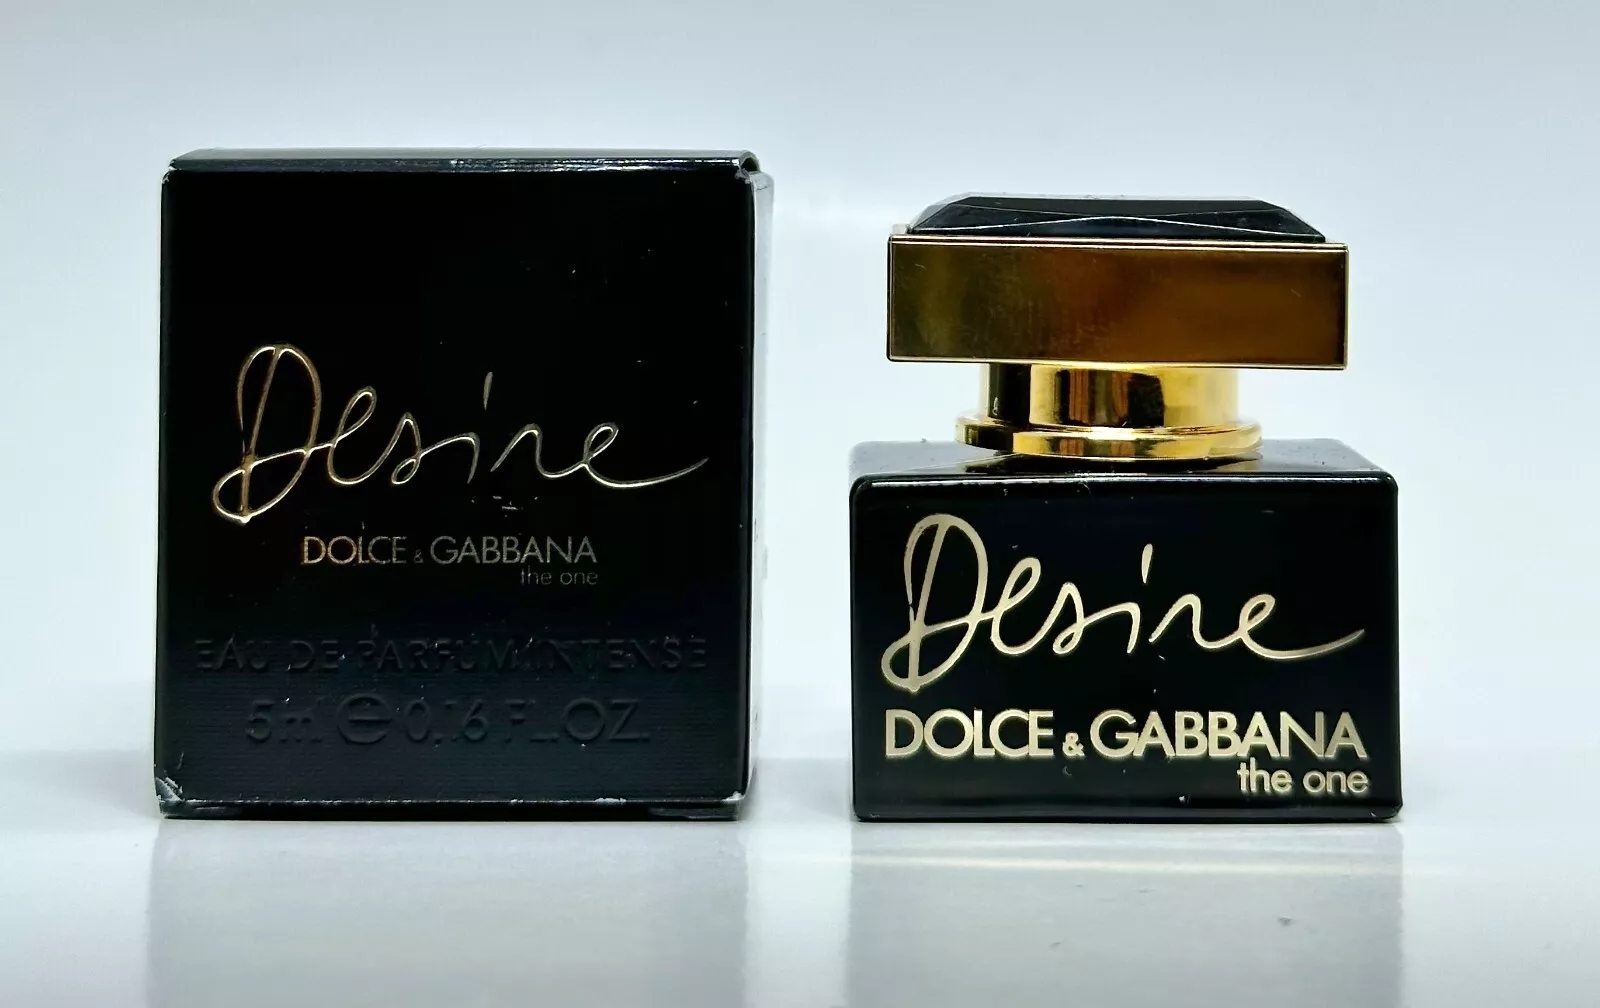 Desire
DOLCE & GABBANA
the one
EAU DE PARFUM INTENSE
5ml e 0.16 FL.OZ
Desire
DOLCE & GABBANA
the one